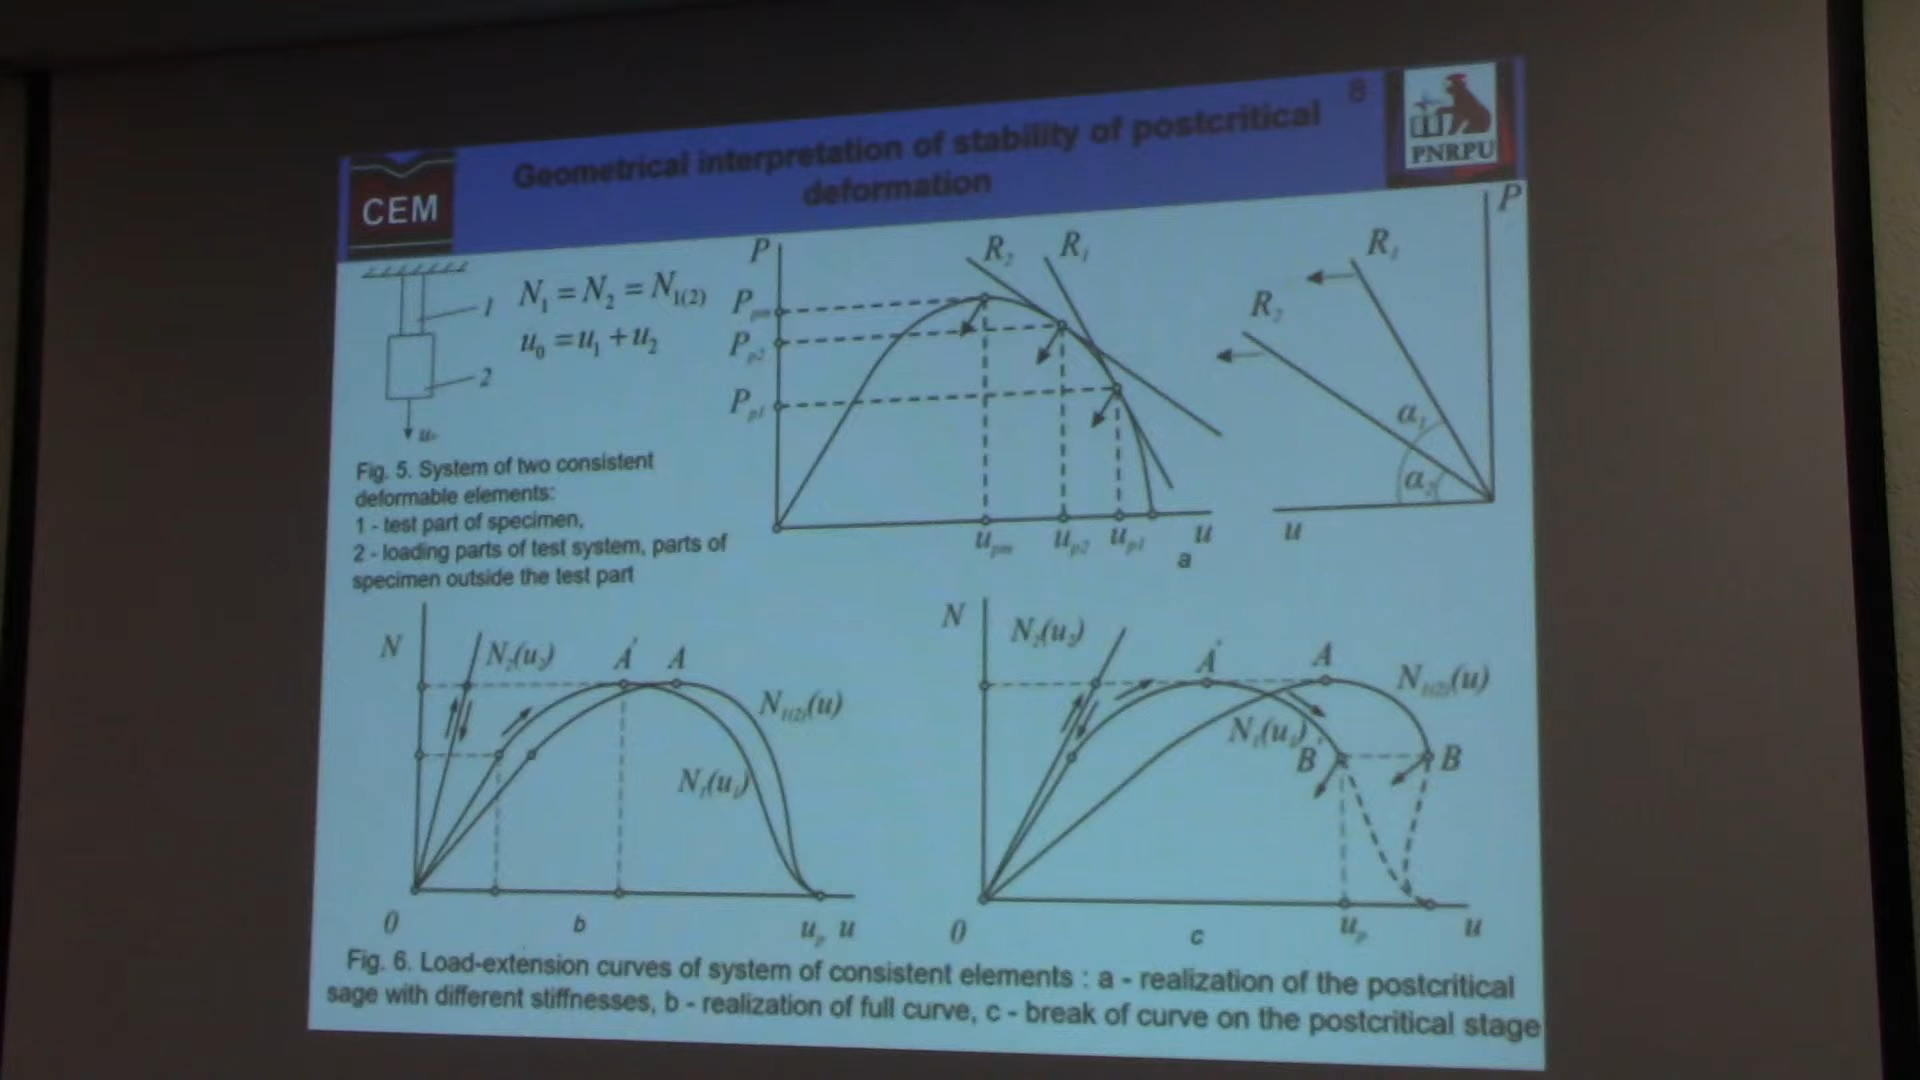 8
Geometrical interpretation of stability of postcritical
deformation
CEM
PNRPU
1
2
N₁ = N₂ = N₁₍₂₎
u₀ = u₁ + u₂
u₀
Fig. 5. System of two consistent
deformable elements:
1 - test part of specimen,
2 - loading parts of test system, parts of
specimen outside the test part
P
R₂ R₁
Pₚₘ
Pₚ₂
Pₚ₁
uₚₘ uₚ₂ uₚ₁ u
a
P
R₁
R₂
α₁
α₂
u
N
N₂(u₂)
A' A
N₁₍₂₎(u)
N₁(u₁)
0
b
uₚ u
N
N₂(u₂)
A' A
N₁₍₂₎(u)
N₁(u₁)
B' B
0
c
uₚ u
Fig. 6. Load-extension curves of system of consistent elements : a - realization of the postcritical
sage with different stiffnesses, b - realization of full curve, c - break of curve on the postcritical stage